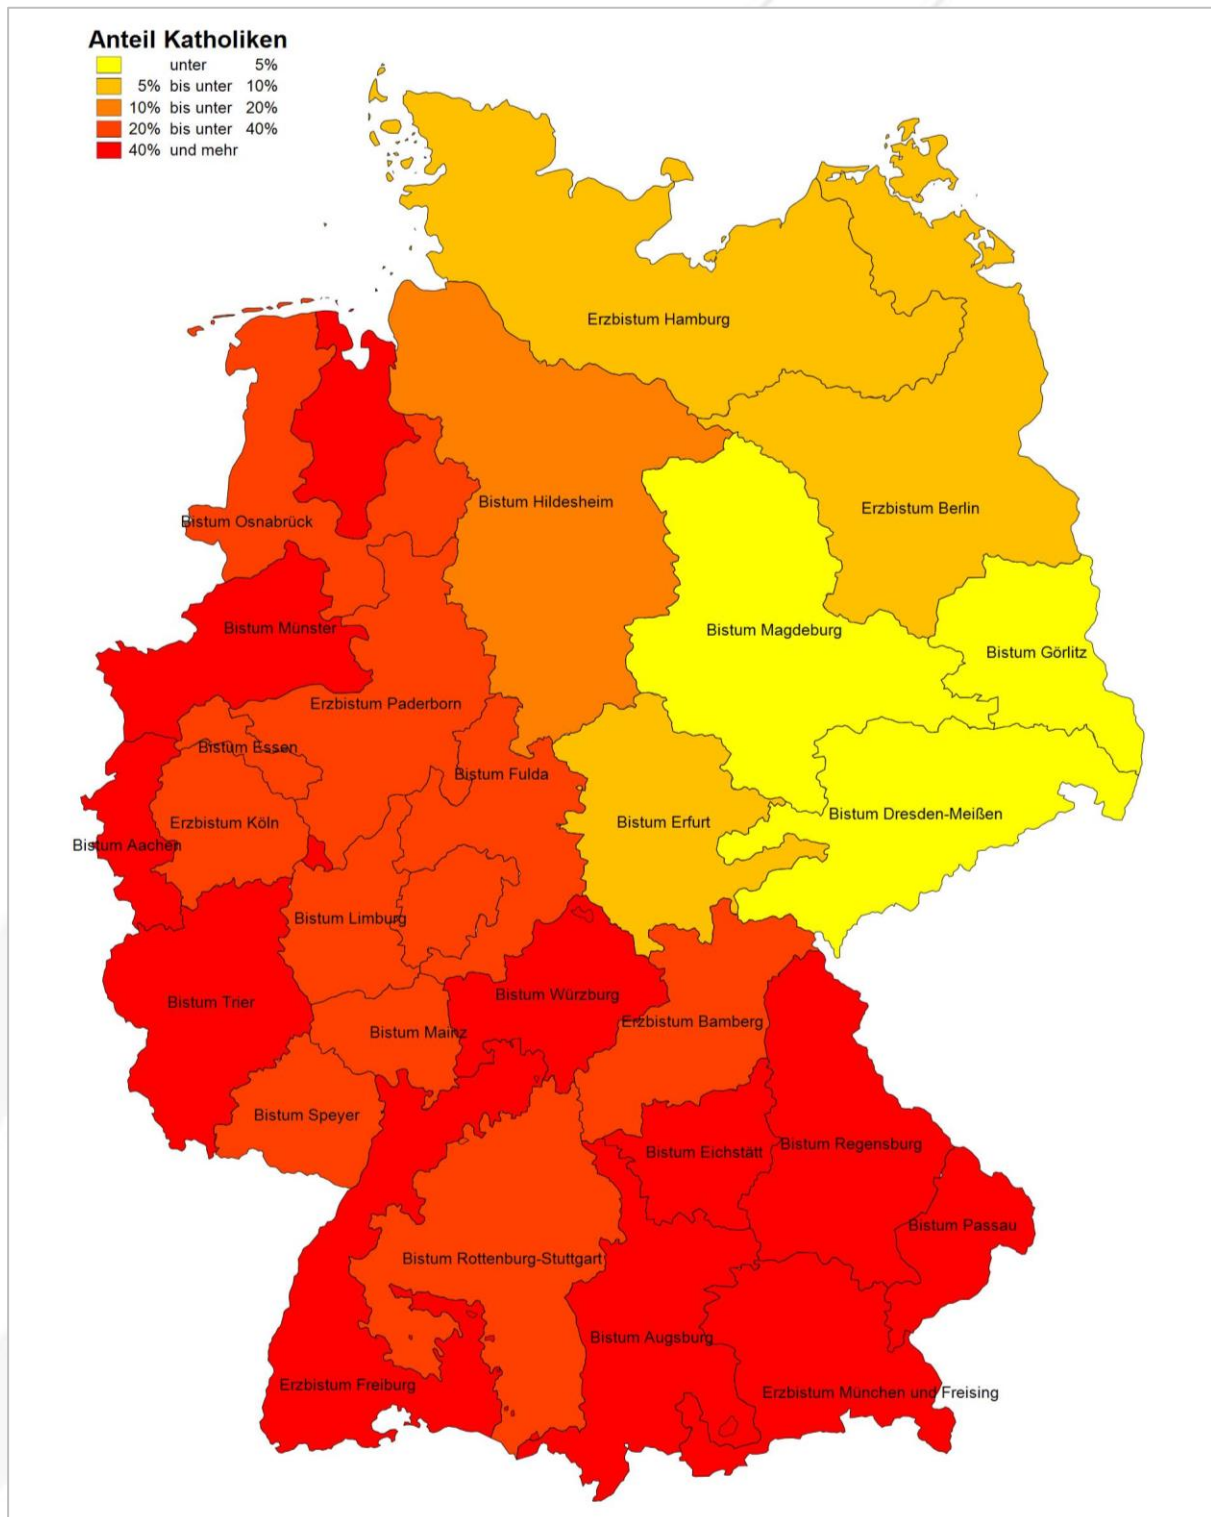 Anteil Katholiken
unter 5%
5% bis unter 10%
10% bis unter 20%
20% bis unter 40%
40% und mehr
Erzbistum Hamburg
Bistum Hildesheim
Erzbistum Berlin
Bistum Osnabrück
Bistum Münster
Bistum Magdeburg
Bistum Görlitz
Erzbistum Paderborn
Bistum Essen
Bistum Fulda
Erzbistum Köln
Bistum Erfurt
Bistum Dresden-Meißen
Bistum Aachen
Bistum Limburg
Bistum Trier
Bistum Würzburg
Bistum Mainz
Erzbistum Bamberg
Bistum Speyer
Bistum Eichstätt
Bistum Regensburg
Bistum Passau
Bistum Rottenburg-Stuttgart
Bistum Augsburg
Erzbistum Freiburg
Erzbistum München und Freising